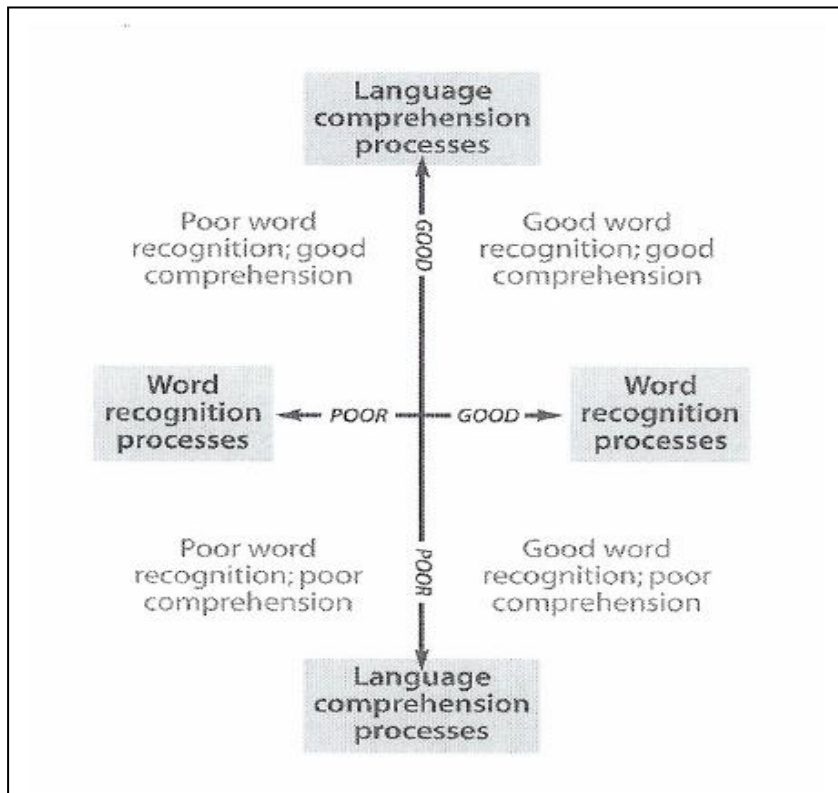 Language
comprehension
processes
GOOD
Poor word
recognition; good
comprehension
Good word
recognition; good
comprehension
Word
recognition
processes
POOR
GOOD
Word
recognition
processes
Poor word
recognition; poor
comprehension
POOR
Good word
recognition; poor
comprehension
Language
comprehension
processes